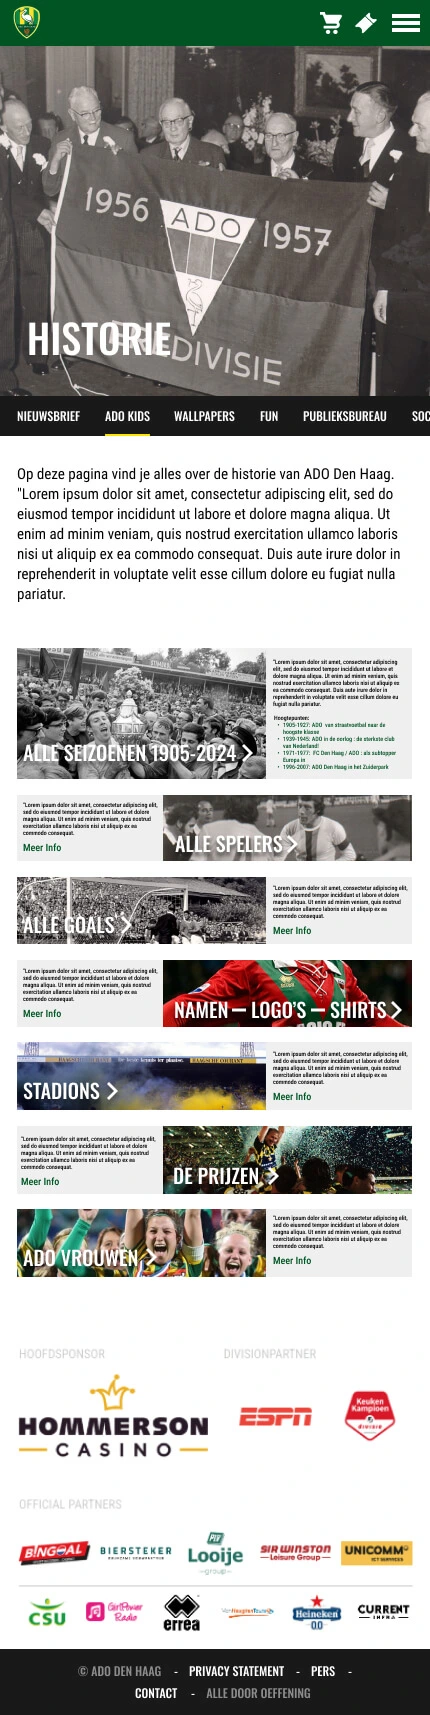 1956 ADO 1957
EREDIVISIE
HISTORIE
NIEUWSBRIEF ADO KIDS WALLPAPERS FUN PUBLIEKSBUREAU SOC
Op deze pagina vind je alles over de historie van ADO Den Haag.
"Lorem ipsum dolor sit amet, consectetur adipiscing elit, sed do
eiusmod tempor incididunt ut labore et dolore magna aliqua. Ut
enim ad minim veniam, quis nostrud exercitation ullamco laboris
nisi ut aliquip ex ea commodo consequat. Duis aute irure dolor in
reprehenderit in voluptate velit esse cillum dolore eu fugiat nulla
pariatur.
ALLE SEIZOENEN 1905-2024
"Lorem ipsum dolor sit amet, consectetur adipiscing
elit, sed do eiusmod tempor incididunt ut labore et
dolore magna aliqua. Ut enim ad minim veniam, quis
nostrud exercitation ullamco laboris nisi ut aliquip ex
ea commodo consequat. Duis aute irure dolor in
reprehenderit in voluptate velit esse cillum dolore eu
fugiat nulla pariatur.
Hoogtepunten:
• 1905-1927: ADO van straatvoetbal naar de
hoogste klasse
• 1939-1945: ADO in de oorlog : de sterkste club
van Nederland!
• 1971-1977: FC Den Haag / ADO : als subtopper
Europa in
• 1996-2007: ADO Den Haag in het Zuiderpark
"Lorem ipsum dolor sit amet, consectetur adipiscing elit,
sed do eiusmod tempor incididunt ut labore et dolore
magna aliqua. Ut enim ad minim veniam, quis nostrud
exercitation ullamco laboris nisi ut aliquip ex ea
commodo consequat.
Meer Info
ALLE SPELERS
ALLE GOALS
"Lorem ipsum dolor sit amet, consectetur adipiscing elit,
sed do eiusmod tempor incididunt ut labore et dolore
magna aliqua. Ut enim ad minim veniam, quis nostrud
exercitation ullamco laboris nisi ut aliquip ex ea
commodo consequat.
Meer Info
"Lorem ipsum dolor sit amet, consectetur adipiscing elit,
sed do eiusmod tempor incididunt ut labore et dolore
magna aliqua. Ut enim ad minim veniam, quis nostrud
exercitation ullamco laboris nisi ut aliquip ex ea
commodo consequat.
Meer Info
NAMEN – LOGO'S – SHIRTS
STADIONS
HAAGSCHE COURANT
"Lorem ipsum dolor sit amet, consectetur adipiscing elit,
sed do eiusmod tempor incididunt ut labore et dolore
magna aliqua. Ut enim ad minim veniam, quis nostrud
exercitation ullamco laboris nisi ut aliquip ex ea
commodo consequat.
Meer Info
"Lorem ipsum dolor sit amet, consectetur adipiscing elit,
sed do eiusmod tempor incididunt ut labore et dolore
magna aliqua. Ut enim ad minim veniam, quis nostrud
exercitation ullamco laboris nisi ut aliquip ex ea
commodo consequat.
Meer Info
DE PRIJZEN
ADO VROUWEN
"Lorem ipsum dolor sit amet, consectetur adipiscing elit,
sed do eiusmod tempor incididunt ut labore et dolore
magna aliqua. Ut enim ad minim veniam, quis nostrud
exercitation ullamco laboris nisi ut aliquip ex ea
commodo consequat.
Meer Info
HOOFDSPONSOR
HOMMERSON
CASINO
DIVISIONPARTNER
ESPN
Keuken
Kampioen
divisie
OFFICIAL PARTNERS
BINGOAL
BIERSTEKER
PLV
Looije
group
SIR WINSTON
Leisure Group
UNICOMM
ICT SERVICES
CSU
GirlPower
Radio
errea
Van Haagten Tours
Heineken
0.0
CURRENT
INFRA
© ADO DEN HAAG - PRIVACY STATEMENT - PERS -
CONTACT - ALLE DOOR OEFFENING